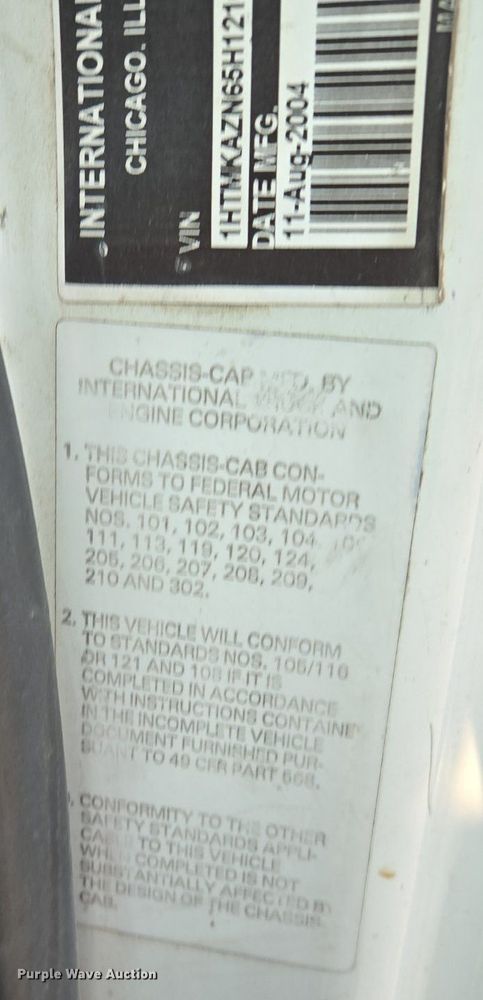 INTERNATIONAL
CHICAGO, ILL
VIN
1HTMKAZN65H121
DATE MFG.
11-Aug-2004
MA
CHASSIS-CAB MFD. BY
INTERNATIONAL AND
ENGINE CORPORATION
1. THIS CHASSIS-CAB CON-
FORMS TO FEDERAL MOTOR
VEHICLE SAFETY STANDARDS
NOS. 101, 102, 103, 104,
111, 113, 119, 120, 124,
205, 206, 207, 208, 209,
210 AND 302.
2. THIS VEHICLE WILL CONFORM
TO STANDARDS NOS. 105/116
OR 121 AND 108 IF IT IS
COMPLETED IN ACCORDANCE
WITH INSTRUCTIONS CONTAINED
IN THE INCOMPLETE VEHICLE
DOCUMENT FURNISHED PUR-
SUANT TO 49 CFR PART 568.
CONFORMITY TO THE OTHER
SAFETY STANDARDS APPLI-
CABLE TO THIS VEHICLE
WHEN COMPLETED IS NOT
SUBSTANTIALLY AFFECTED BY
THE DESIGN OF THE CHASSIS
CAB.
Purple Wave Auction